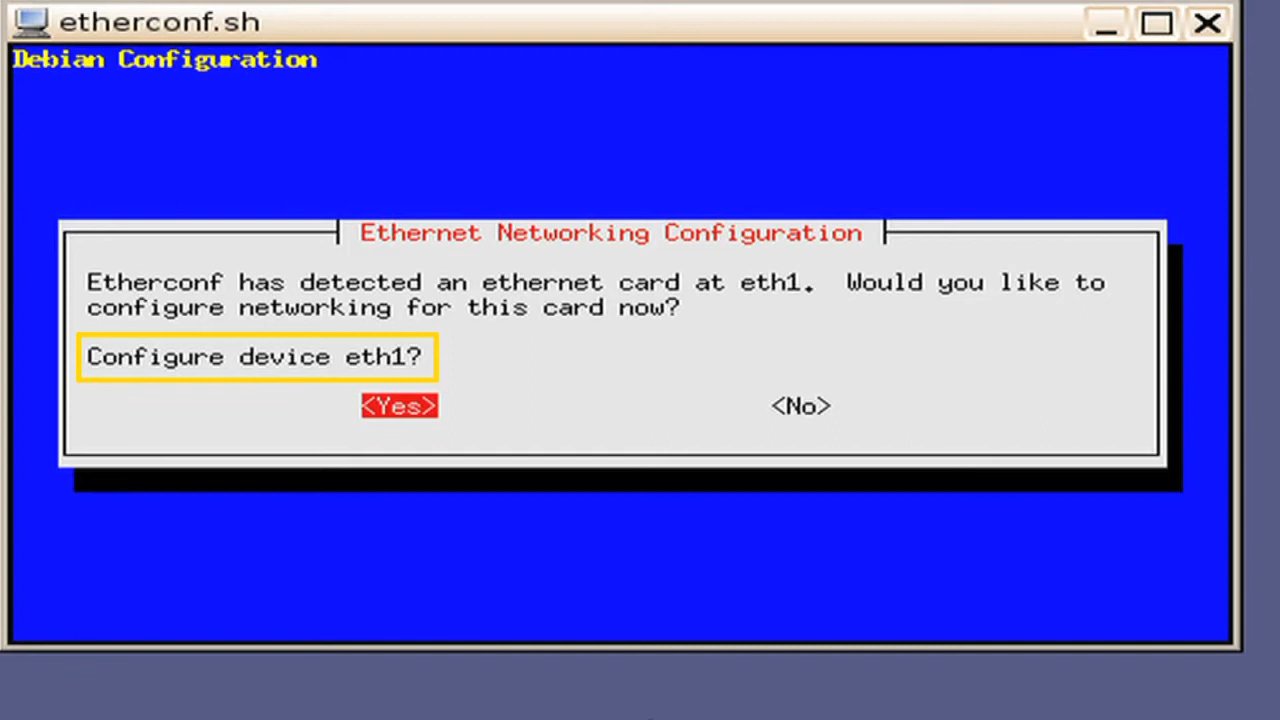 etherconf.sh
Debian Configuration
Ethernet Networking Configuration
Etherconf has detected an ethernet card at eth1.  Would you like to
configure networking for this card now?
Configure device eth1?
<Yes> <No>